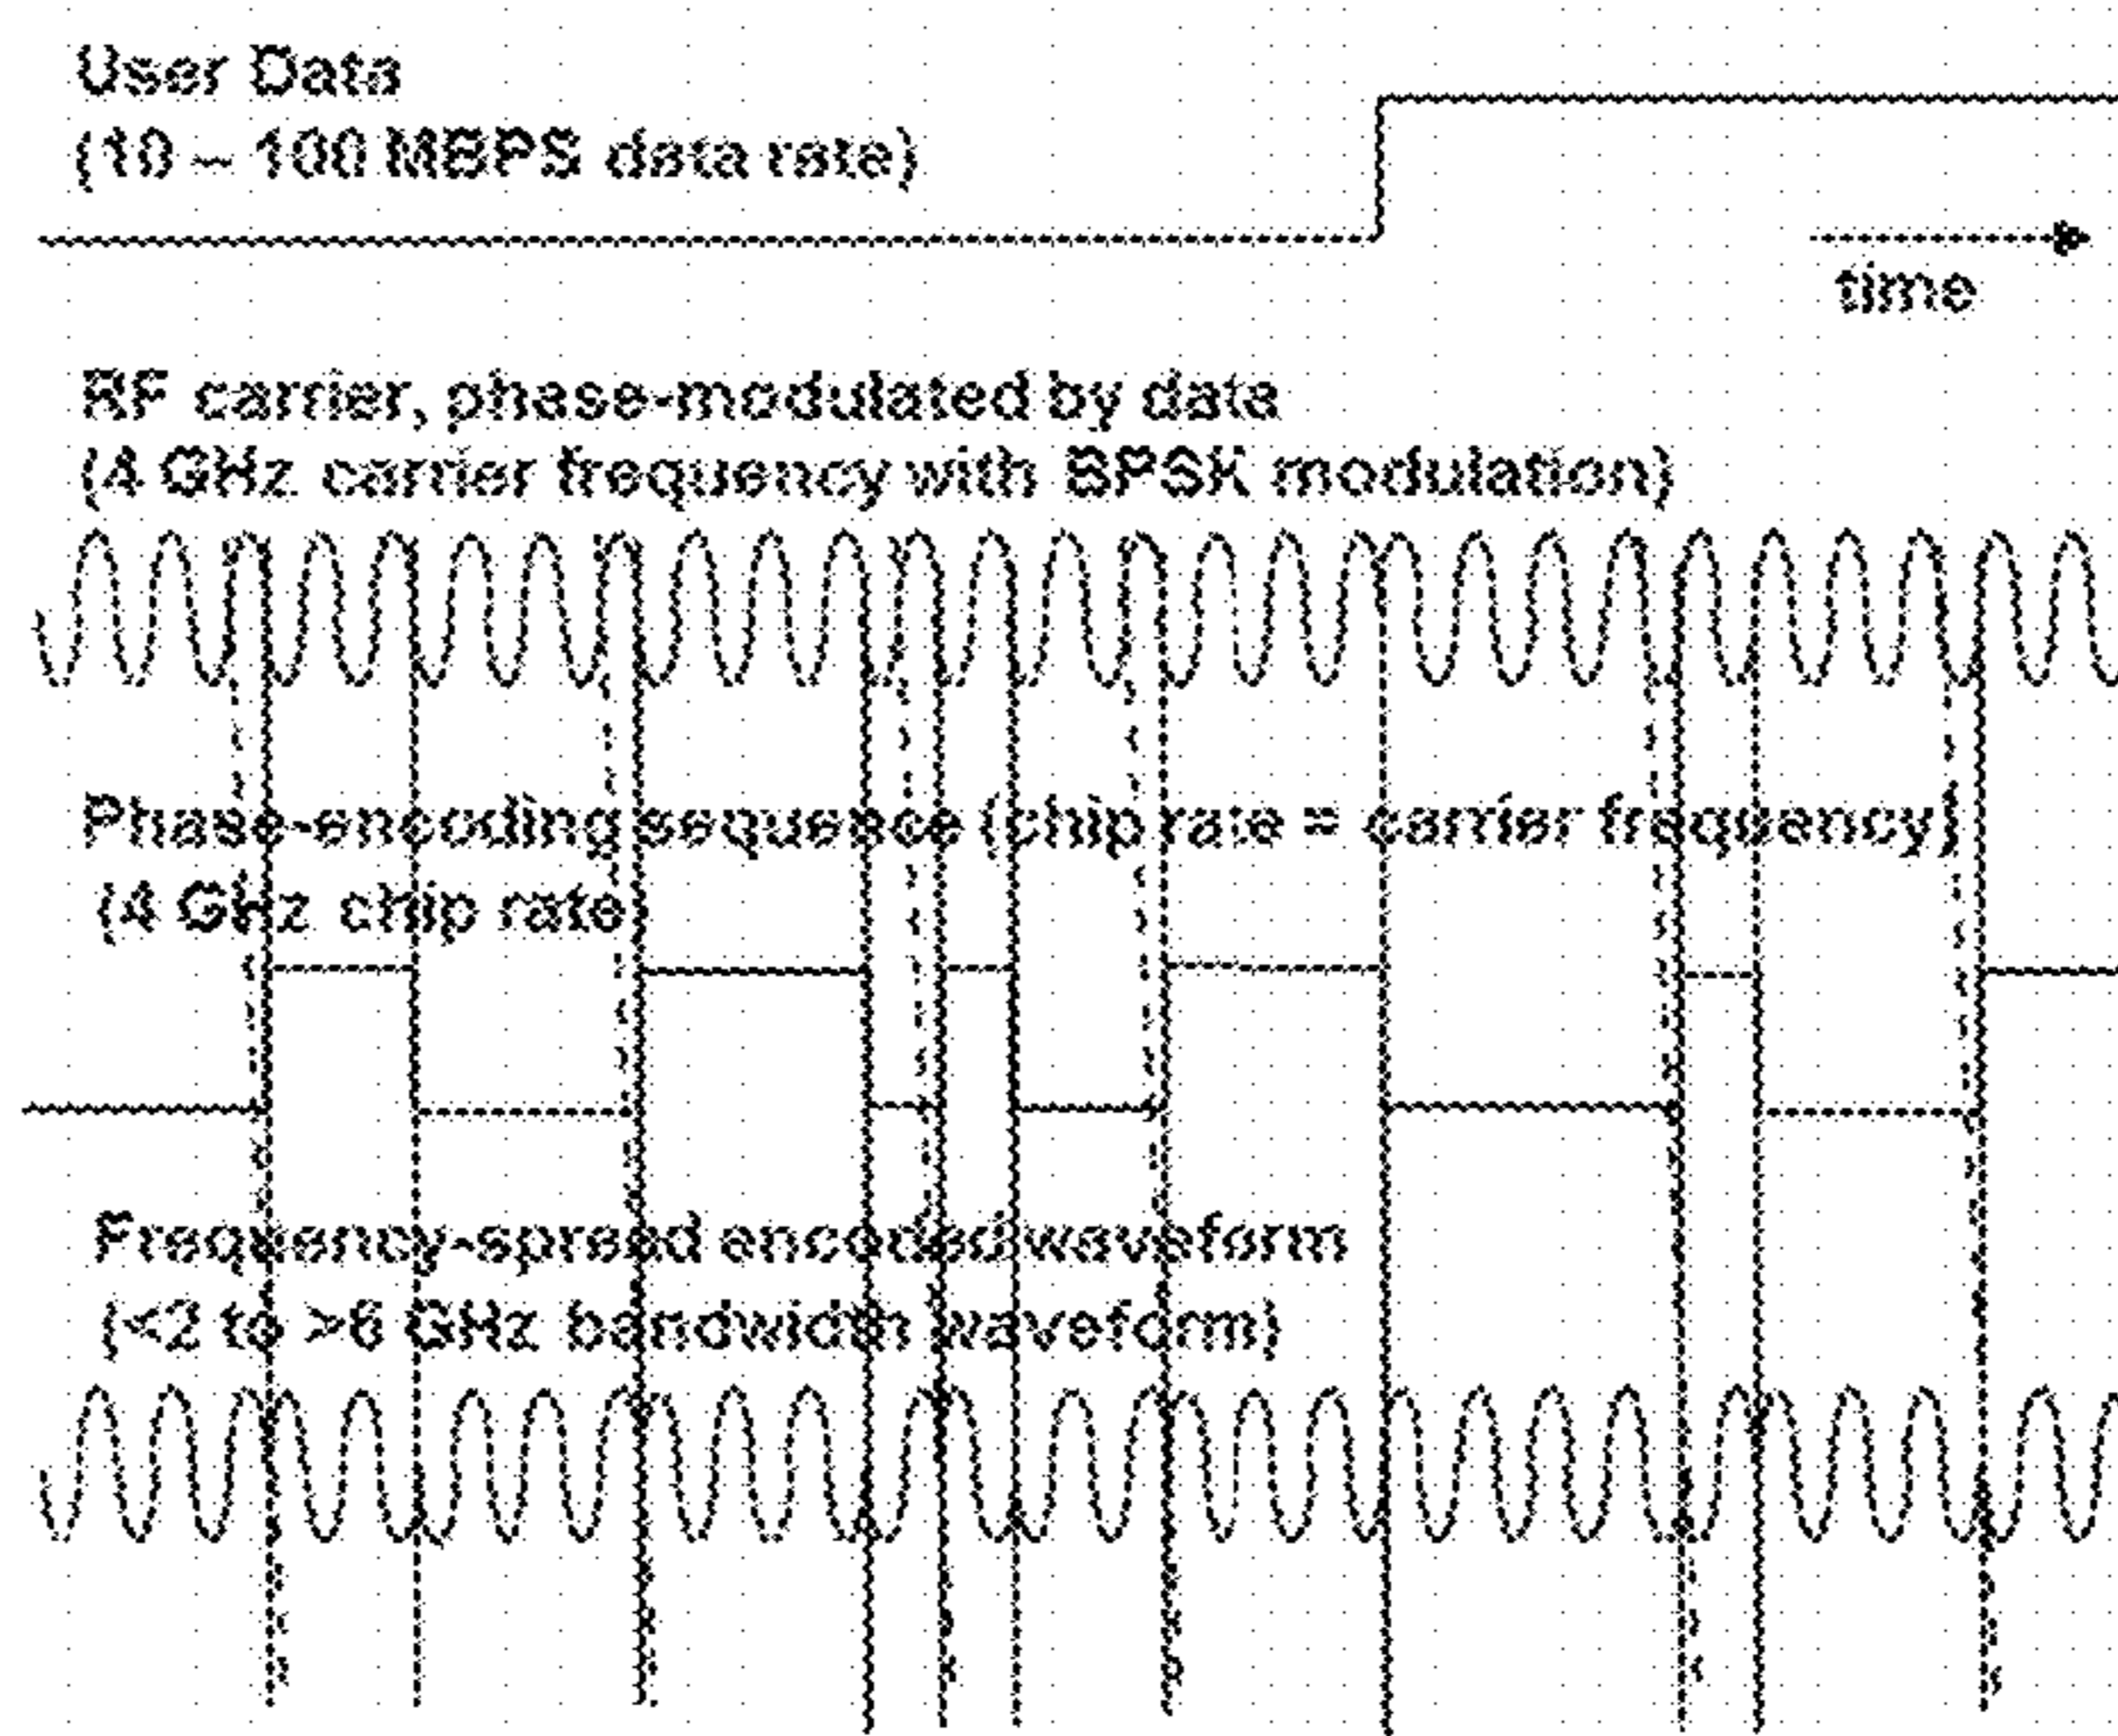 User Data
(10 – 100 MBPS data rate)
time
RF carrier, phase-modulated by data
(4 GHz carrier frequency with BPSK modulation)
Phase-encoding sequence (chip rate = carrier frequency)
(4 GHz chip rate)
Frequency-spread encoded waveform
(<2 to >6 GHz bandwidth waveform)